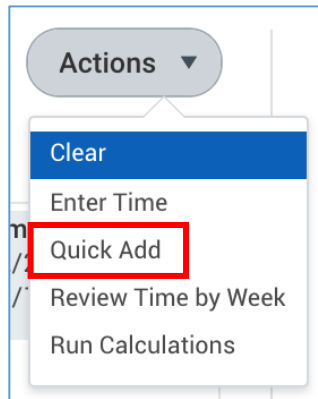 Actions
Clear
Enter Time
Quick Add
Review Time by Week
Run Calculations